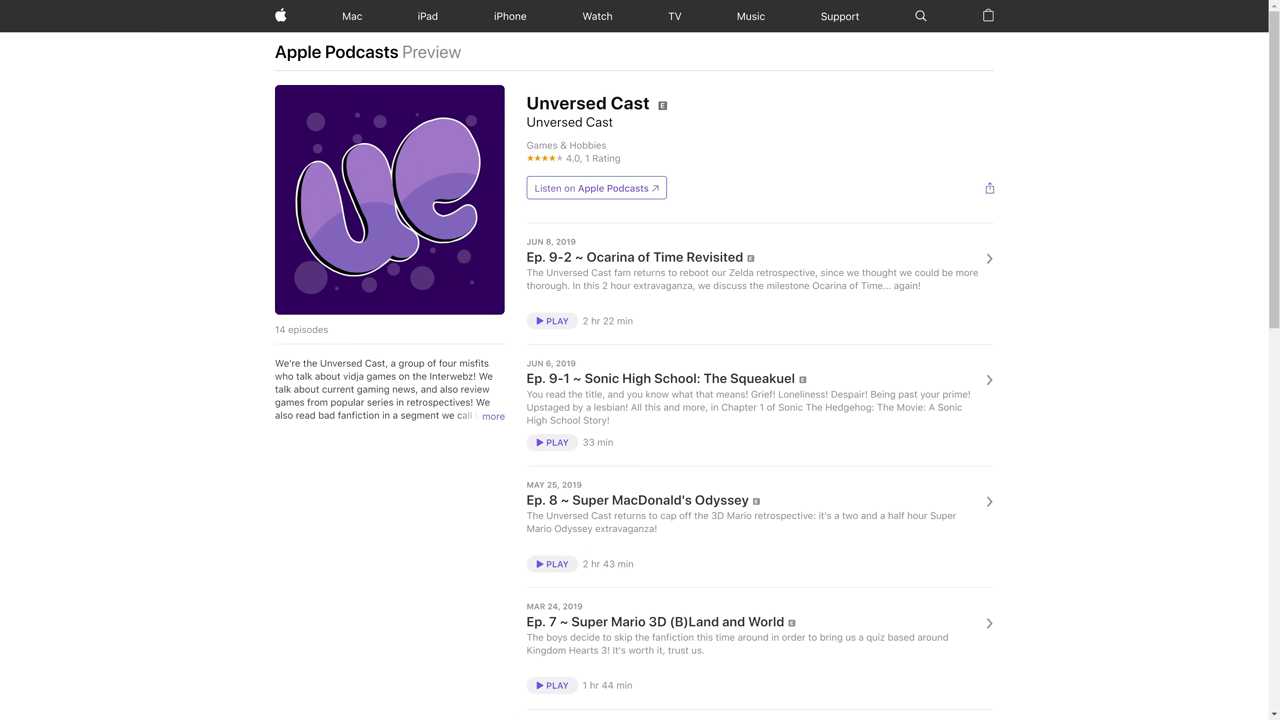 Mac iPad iPhone Watch TV Music Support
Apple Podcasts Preview
uc
14 episodes
We're the Unversed Cast, a group of four misfits
who talk about vidja games on the Interwebz! We
talk about current gaming news, and also review
games from popular series in retrospectives! We
also read bad fanfiction in a segment we call
more
Unversed Cast E
Unversed Cast
Games & Hobbies
★★★★★ 4.0, 1 Rating
Listen on Apple Podcasts ↗
JUN 8, 2019
Ep. 9-2 ~ Ocarina of Time Revisited E
The Unversed Cast fam returns to reboot our Zelda retrospective, since we thought we could be more
thorough. In this 2 hour extravaganza, we discuss the milestone Ocarina of Time... again!
PLAY 2 hr 22 min
JUN 6, 2019
Ep. 9-1 ~ Sonic High School: The Squeakuel E
You read the title, and you know what that means! Grief! Loneliness! Despair! Being past your prime!
Upstaged by a lesbian! All this and more, in Chapter 1 of Sonic The Hedgehog: The Movie: A Sonic
High School Story!
PLAY 33 min
MAY 25, 2019
Ep. 8 ~ Super MacDonald's Odyssey E
The Unversed Cast returns to cap off the 3D Mario retrospective: it's a two and a half hour Super
Mario Odyssey extravaganza!
PLAY 2 hr 43 min
MAR 24, 2019
Ep. 7 ~ Super Mario 3D (B)Land and World E
The boys decide to skip the fanfiction this time around in order to bring us a quiz based around
Kingdom Hearts 3! It's worth it, trust us.
PLAY 1 hr 44 min